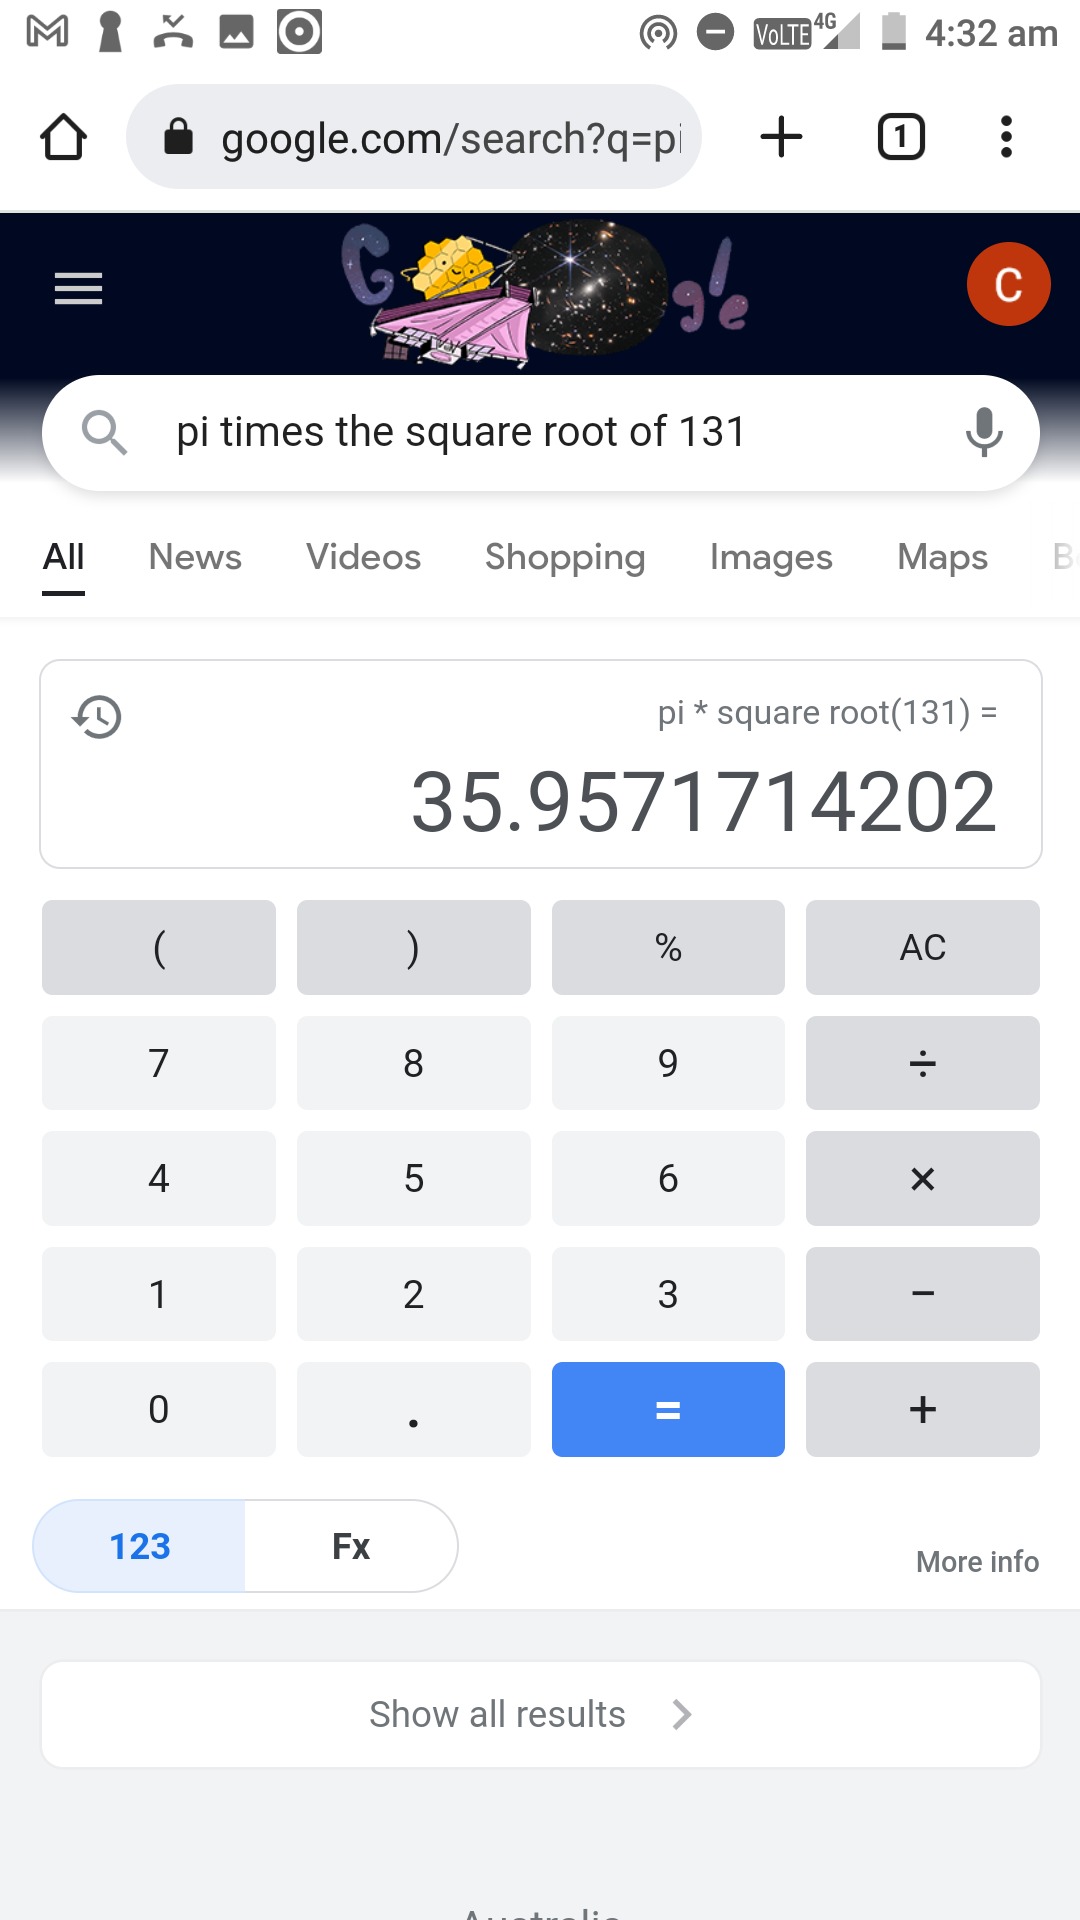 VoLTE 4G 4:32 am
google.com/search?q=pi
1
Google
C
pi times the square root of 131
All News Videos Shopping Images Maps
pi * square root(131) =
35.9571714202
( ) % AC
7 8 9 ÷
4 5 6 ×
1 2 3 −
0 . = +
123 Fx
More info
Show all results
Australia